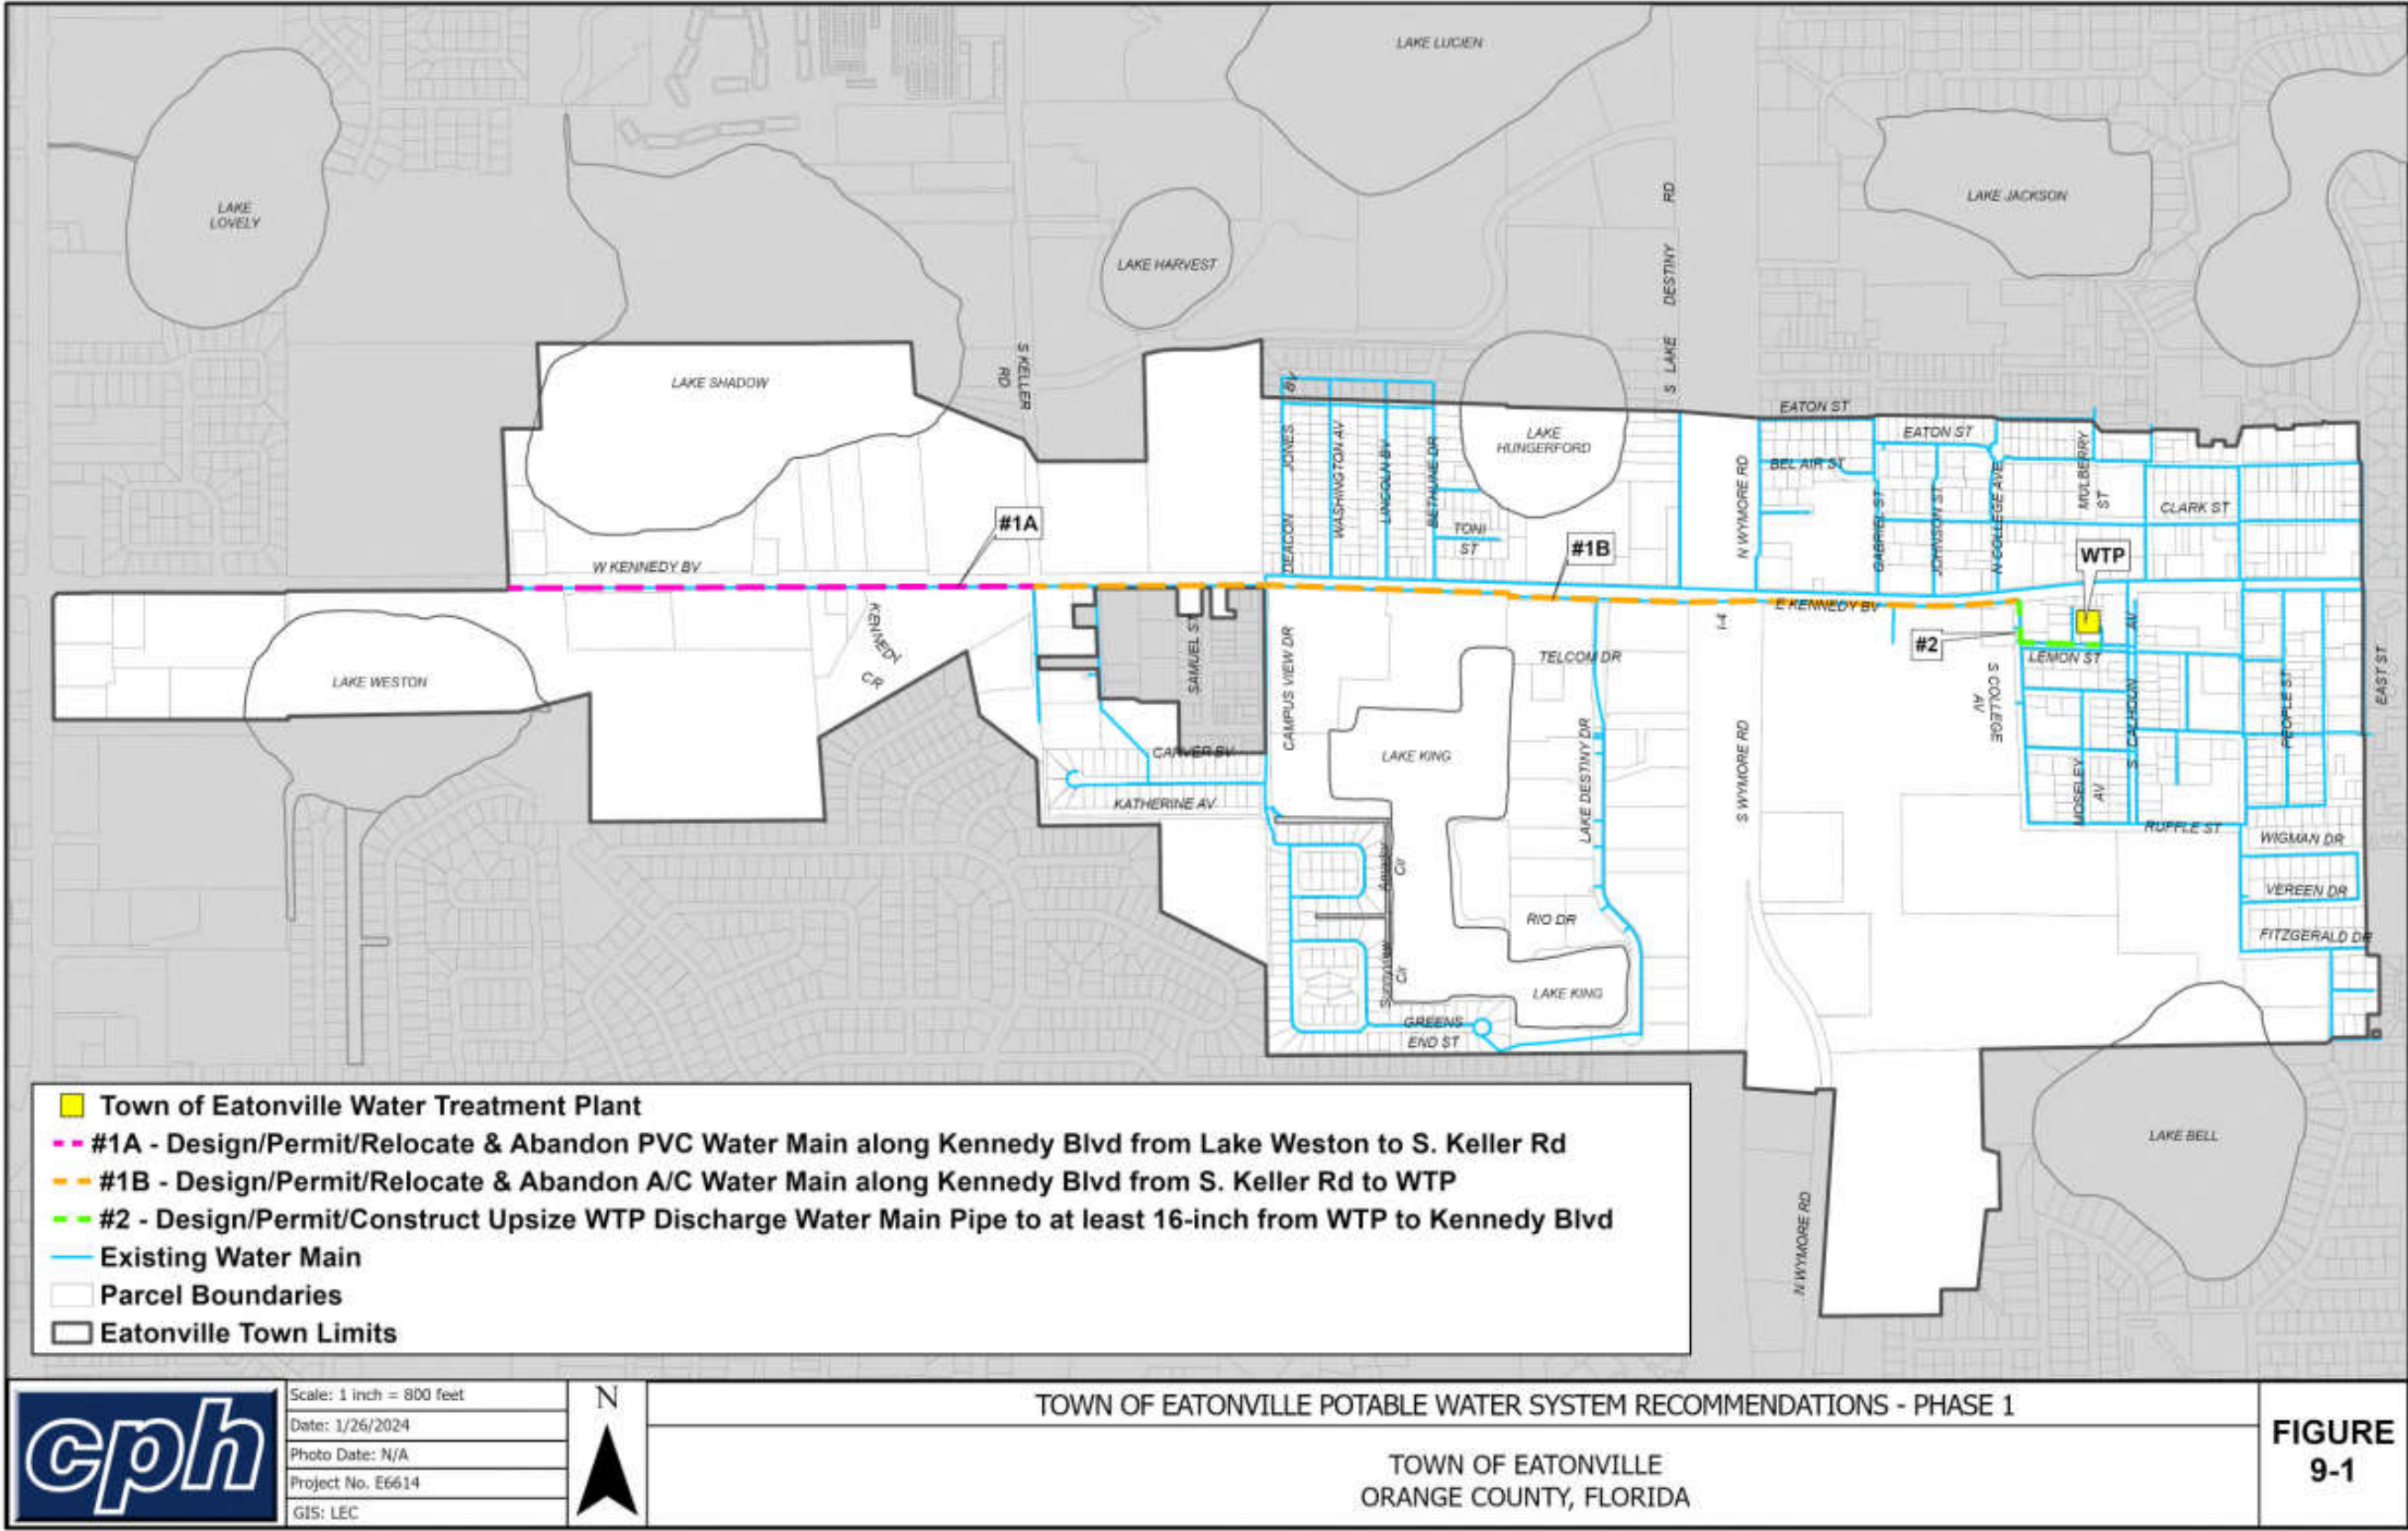 LAKE LUCIEN
LAKE
LOVELY
LAKE JACKSON
LAKE HARVEST
S LAKE DESTINY RD
S KELLER
RD
LAKE SHADOW
EATON ST
EATON ST
LAKE
HUNGERFORD
DEACON JONES BV
WASHINGTON AV
LINCOLN BV
BETHUNE DR
TONI
ST
N WYMORE RD
BEL AIR ST
GABRIEL ST
JOHNSON ST
N COLLEGE AVE
MULBERRY
ST
CLARK ST
#1A
#1B
WTP
W KENNEDY BV
E KENNEDY BV
KENNEDY
CR
SAMUEL ST
CAMPUS VIEW DR
TELCOM DR
I-4
#2
LEMON ST
AV
S COLLEGE
AV
S CALHOUN
PEOPLE ST
EAST ST
LAKE WESTON
CARVER BV
KATHERINE AV
LAKE KING
LAKE DESTINY DR
S WYMORE RD
MOSELEY
AV
RUFFLE ST
WIGMAN DR
VEREEN DR
FITZGERALD DR
Amador
Cir
Sunnyview
Cir
RIO DR
LAKE KING
GREENS
END ST
LAKE BELL
N WYMORE RD
Town of Eatonville Water Treatment Plant
#1A - Design/Permit/Relocate & Abandon PVC Water Main along Kennedy Blvd from Lake Weston to S. Keller Rd
#1B - Design/Permit/Relocate & Abandon A/C Water Main along Kennedy Blvd from S. Keller Rd to WTP
#2 - Design/Permit/Construct Upsize WTP Discharge Water Main Pipe to at least 16-inch from WTP to Kennedy Blvd
Existing Water Main
Parcel Boundaries
Eatonville Town Limits
cph
Scale: 1 inch = 800 feet
Date: 1/26/2024
Photo Date: N/A
Project No. E6614
GIS: LEC
N
TOWN OF EATONVILLE POTABLE WATER SYSTEM RECOMMENDATIONS - PHASE 1
TOWN OF EATONVILLE
ORANGE COUNTY, FLORIDA
FIGURE
9-1